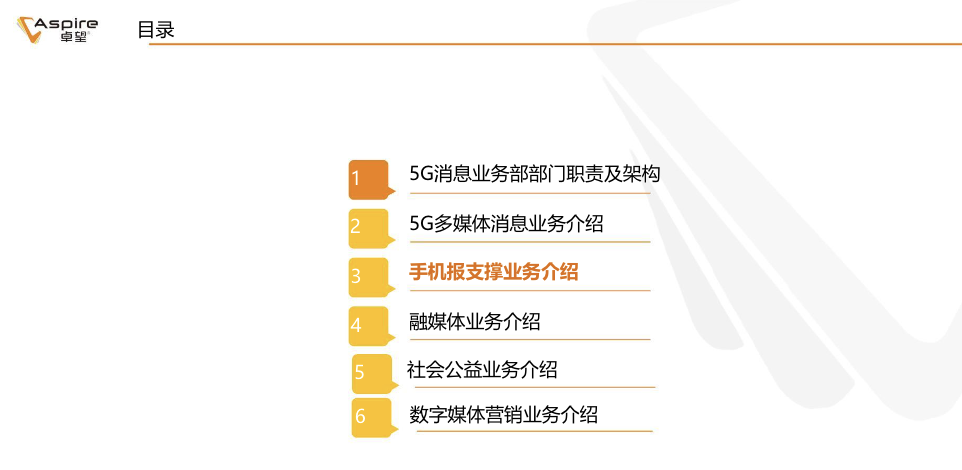 Aspire
卓望®
目录
1
5G消息业务部部门职责及架构
2
5G多媒体消息业务介绍
3
手机报支撑业务介绍
4
融媒体业务介绍
5
社会公益业务介绍
6
数字媒体营销业务介绍